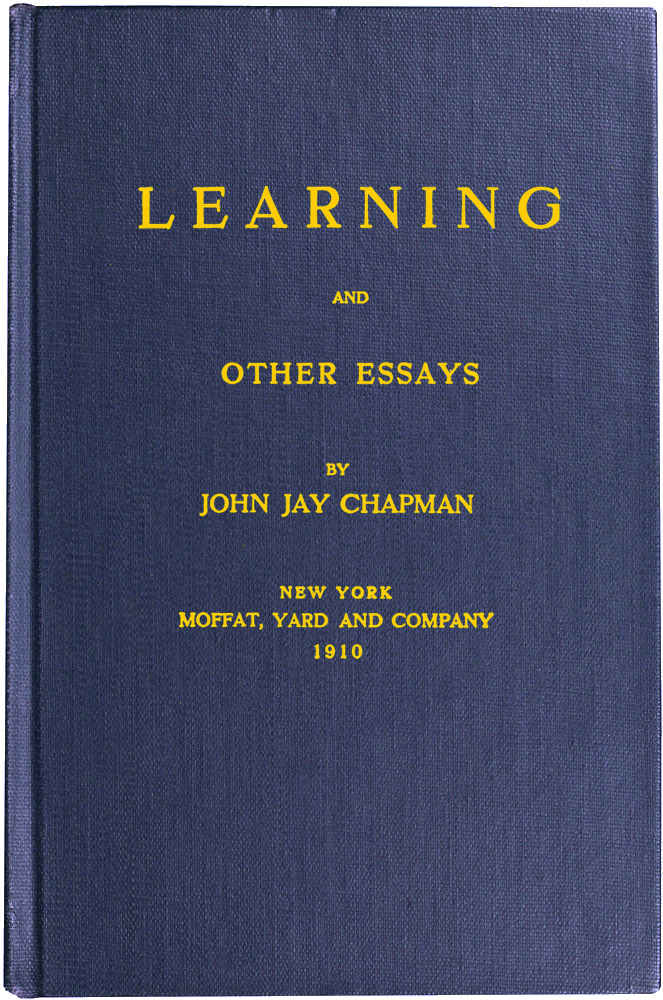 LEARNING
AND
OTHER ESSAYS
BY
JOHN JAY CHAPMAN
NEW YORK
MOFFAT, YARD AND COMPANY
1910